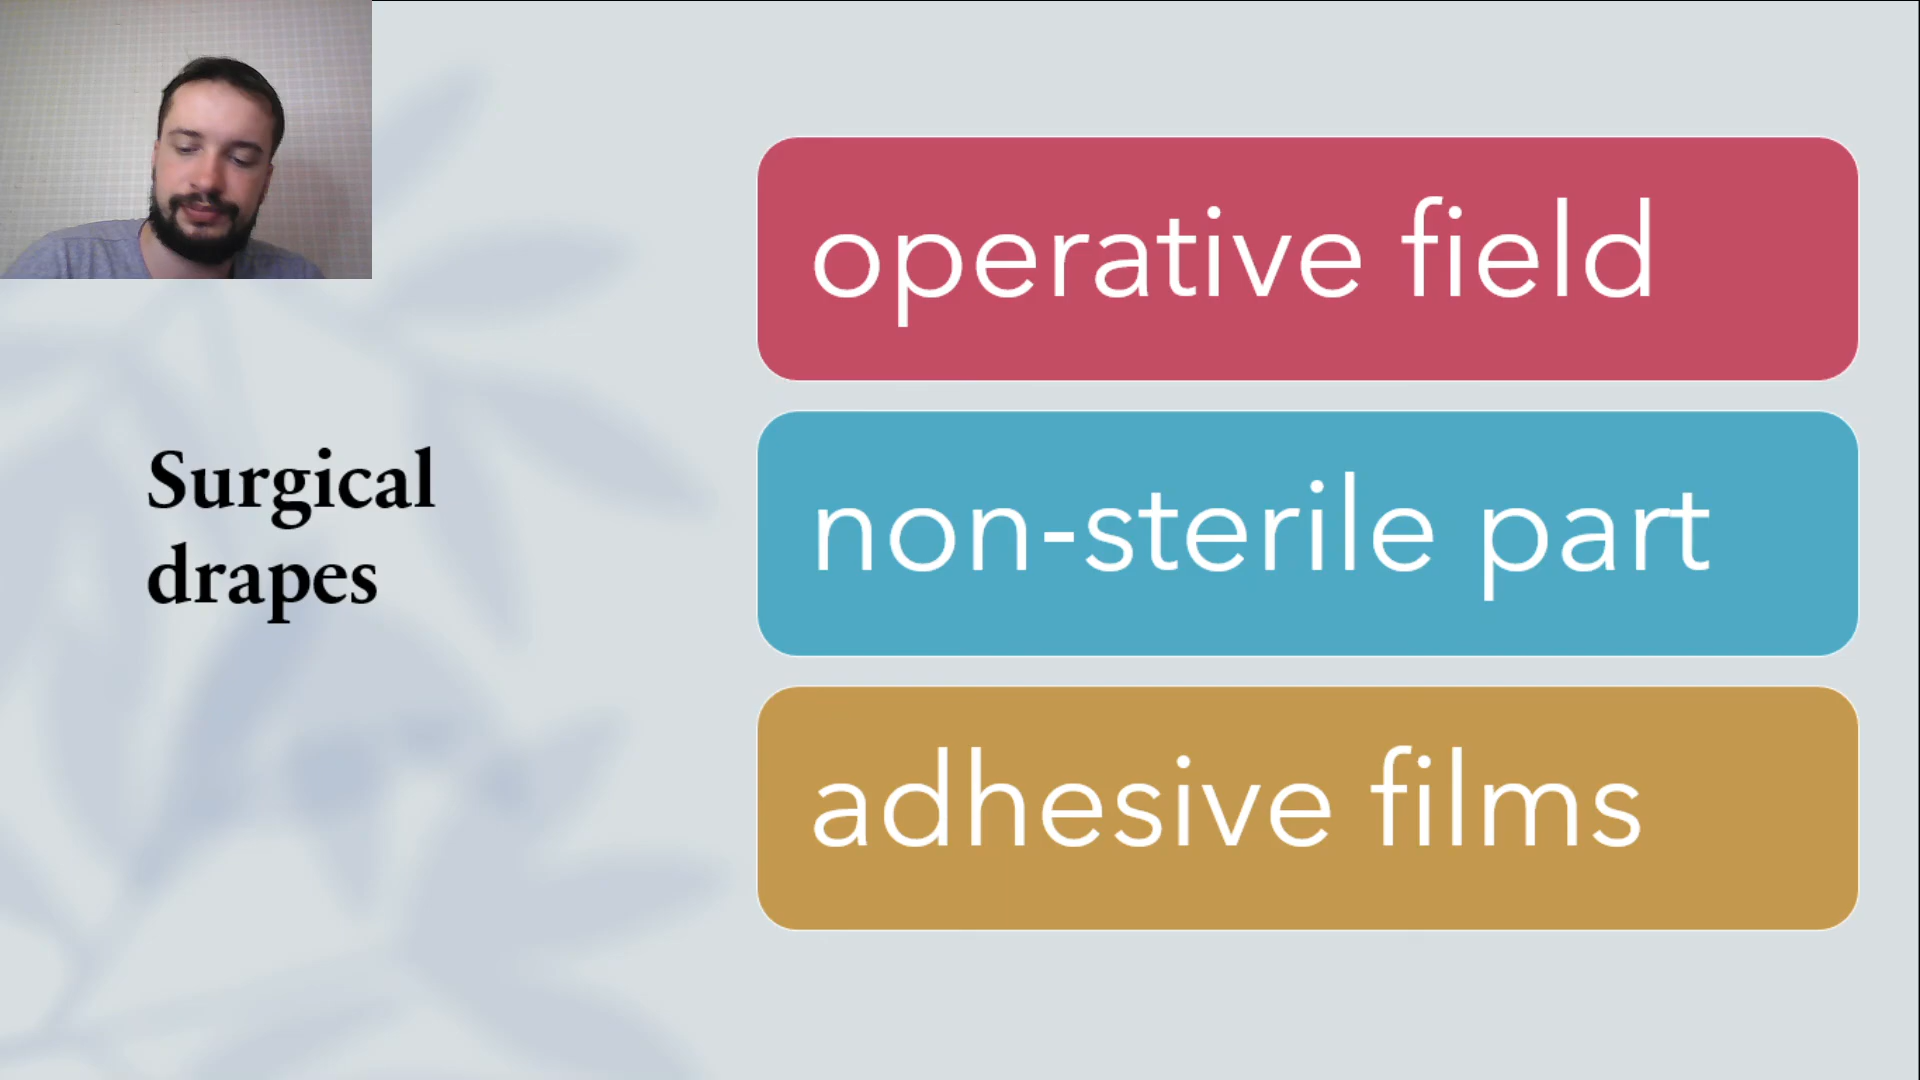 Surgical
drapes
operative field
non-sterile part
adhesive films